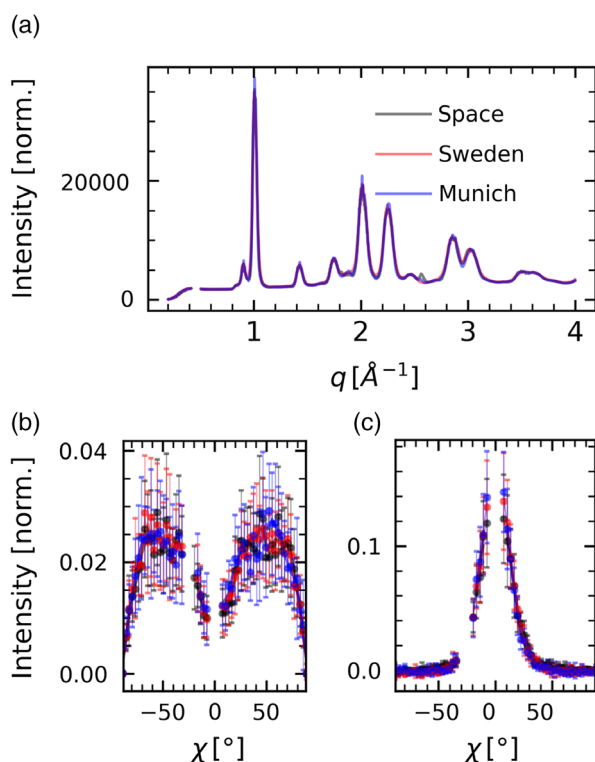 (a)
Intensity [norm.]
20000
0
Space
Sweden
Munich
1 2 3 4
q [Å⁻¹]
(b)
Intensity [norm.]
0.04
0.02
0.00
−50 0 50
χ [°]
(c)
0.1
0.0
−50 0 50
χ [°]